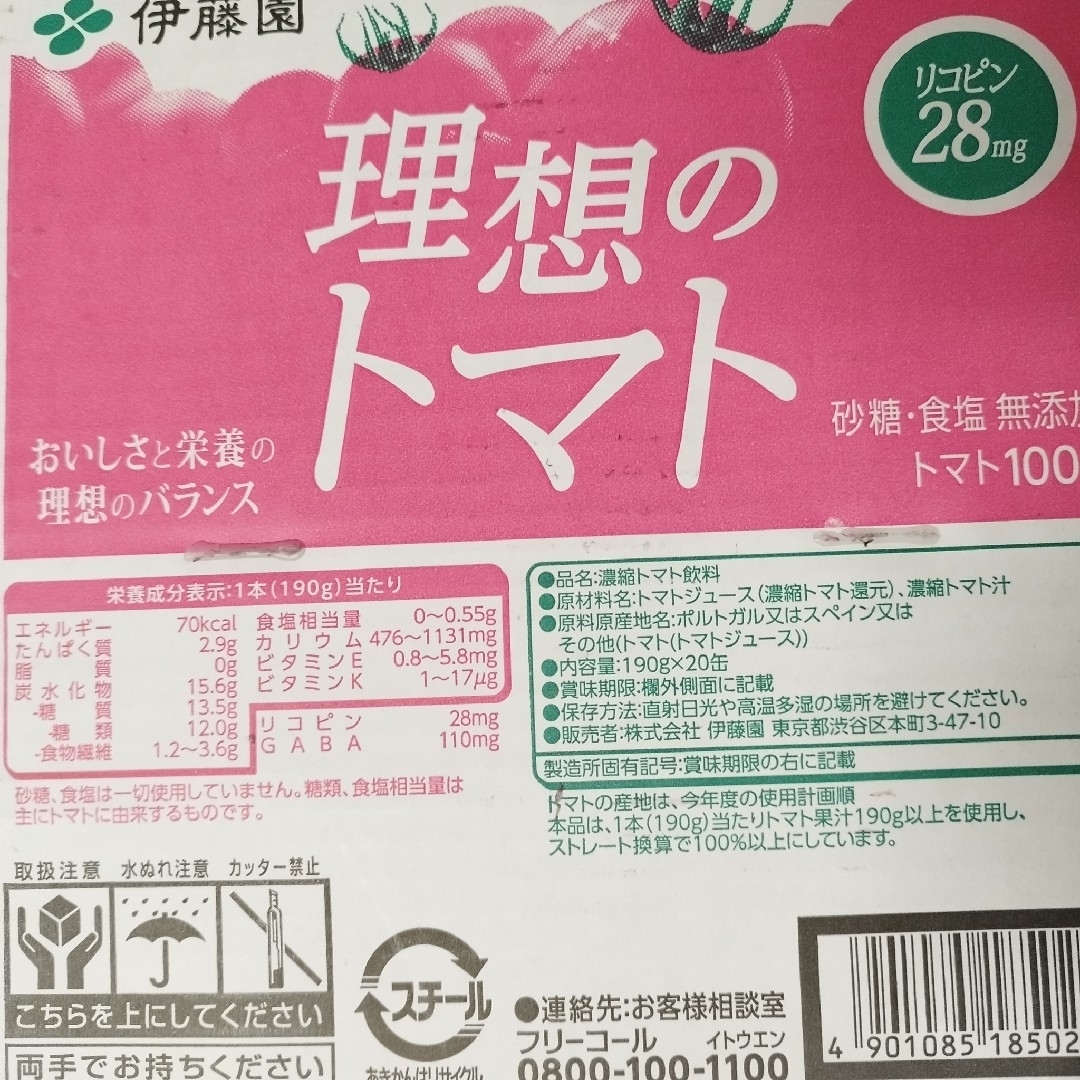 伊藤園
リコピン
28mg
理想の
トマト
おいしさと栄養の
理想のバランス
砂糖・食塩 無添加
トマト100
栄養成分表示:1本(190g)当たり
エネルギー 70kcal
たんぱく質 2.9g
脂質 0g
炭水化物 15.6g
-糖質 13.5g
-糖類 12.0g
-食物繊維 1.2〜3.6g
食塩相当量 0〜0.55g
カリウム 476〜1131mg
ビタミンE 0.8〜5.8mg
ビタミンK 1〜17μg
リコピン 28mg
GABA 110mg
砂糖、食塩は一切使用していません。糖類、食塩相当量は
主にトマトに由来するものです。
●品名:濃縮トマト飲料
●原材料名:トマトジュース(濃縮トマト還元)、濃縮トマト汁
●原料原産地名:ポルトガル又はスペイン又は
その他(トマト(トマトジュース))
●内容量:190g×20缶
●賞味期限:欄外側面に記載
●保存方法:直射日光や高温多湿の場所を避けてください。
●販売者:株式会社 伊藤園 東京都渋谷区本町3-47-10
製造所固有記号:賞味期限の右に記載
トマトの産地は、今年度の使用計画順
本品は、1本(190g)当たりトマト果汁190g以上を使用し、
ストレート換算で100%以上にしています。
取扱注意 水ぬれ注意 カッター禁止
こちらを上にしてください
両手でお持ちください
スチール
あきかんはリサイクル
●連絡先:お客様相談室
フリーコール イトウエン
0800-100-1100
4 901085 18502